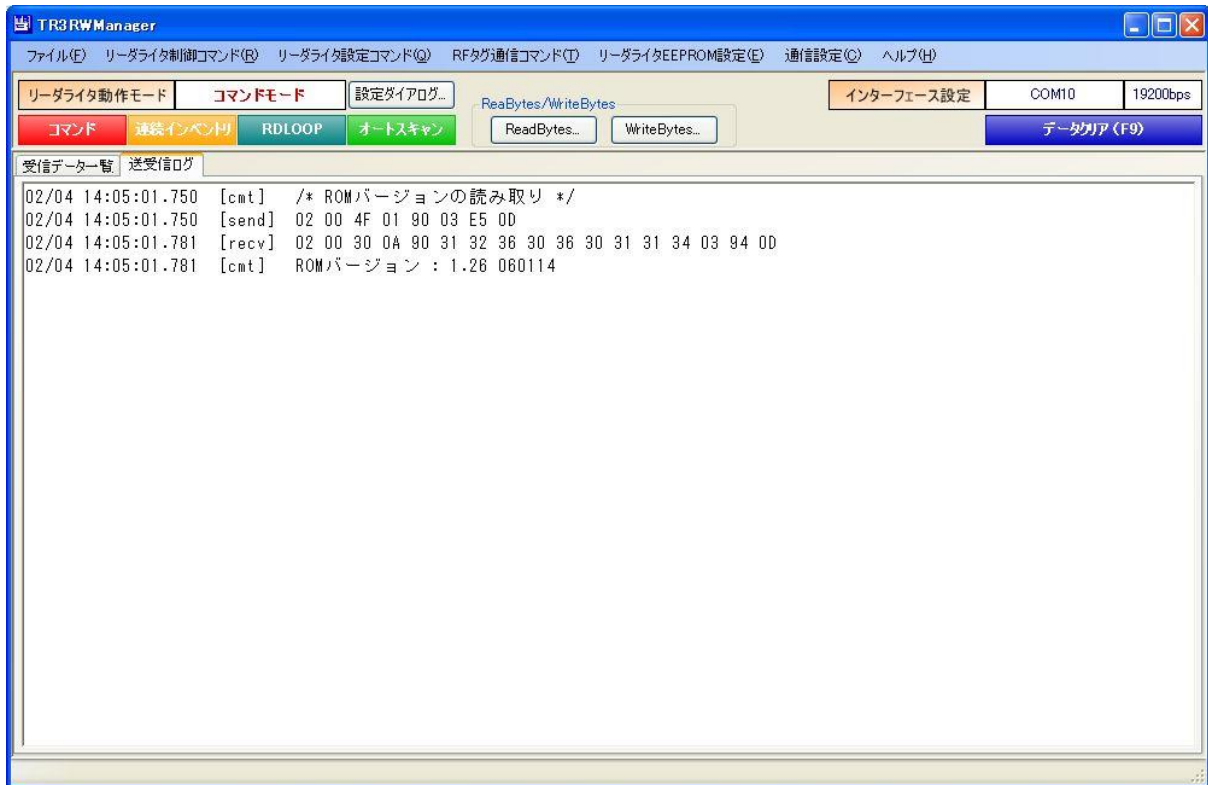 TR3RWManager
ファイル(F) リーダライタ制御コマンド(R) リーダライタ設定コマンド(Q) RFタグ通信コマンド(T) リーダライタEEPROM設定(E) 通信設定(C) ヘルプ(H)
リーダライタ動作モード コマンドモード 設定ダイアログ... ReaBytes/WriteBytes インターフェース設定 COM10 19200bps
コマンド 連続インベントリ RDLOOP オートスキャン ReadBytes... WriteBytes... データクリア(F9)
受信データ一覧 送受信ログ
02/04 14:05:01.750 [cmt] /* ROMバージョンの読み取り */
02/04 14:05:01.750 [send] 02 00 4F 01 90 03 E5 0D
02/04 14:05:01.781 [recv] 02 00 30 0A 90 31 32 36 30 36 30 31 31 34 03 94 0D
02/04 14:05:01.781 [cmt] ROMバージョン : 1.26 060114